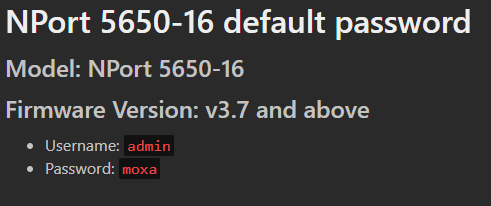 NPort 5650-16 default password
Model: NPort 5650-16
Firmware Version: v3.7 and above
Username: admin
Password: moxa